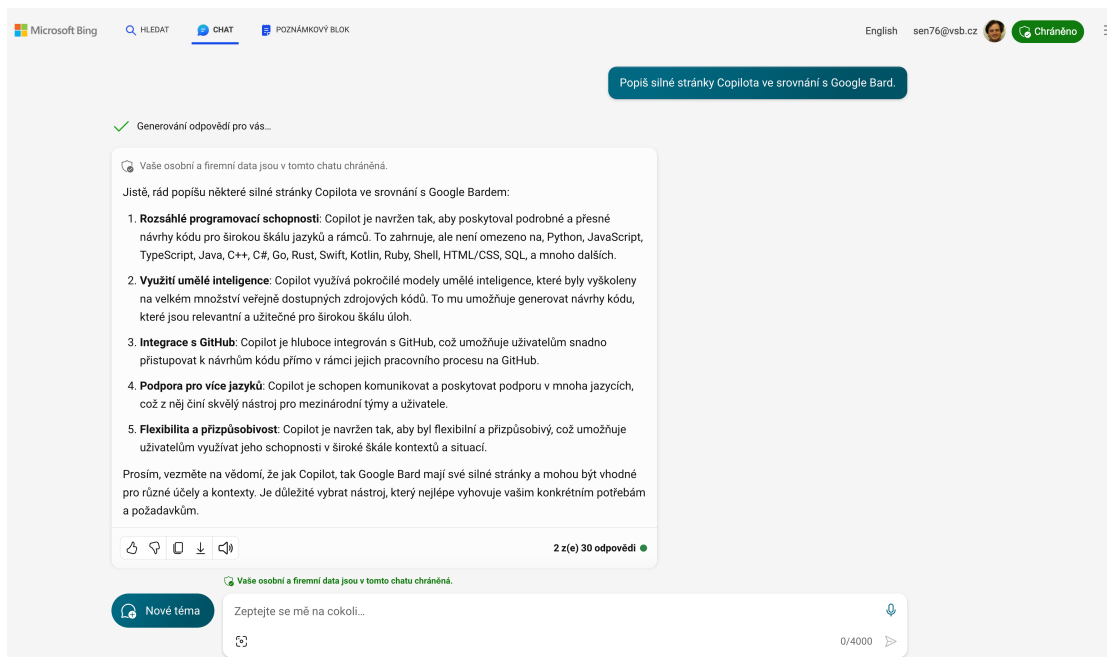 Microsoft Bing HLEDAT CHAT POZNÁMKOVÝ BLOK English sen76@vsb.cz Chráněno
Popiš silné stránky Copilota ve srovnání s Google Bard.
Generování odpovědí pro vás...
Vaše osobní a firemní data jsou v tomto chatu chráněná.
Jistě, rád popíšu některé silné stránky Copilota ve srovnání s Google Bardem:
1. Rozsáhlé programovací schopnosti: Copilot je navržen tak, aby poskytoval podrobné a přesné
návrhy kódu pro širokou škálu jazyků a rámců. To zahrnuje, ale není omezeno na, Python, JavaScript,
TypeScript, Java, C++, C#, Go, Rust, Swift, Kotlin, Ruby, Shell, HTML/CSS, SQL, a mnoho dalších.
2. Využití umělé inteligence: Copilot využívá pokročilé modely umělé inteligence, které byly vyškoleny
na velkém množství veřejně dostupných zdrojových kódů. To mu umožňuje generovat návrhy kódu,
které jsou relevantní a užitečné pro širokou škálu úloh.
3. Integrace s GitHub: Copilot je hluboce integrován s GitHub, což umožňuje uživatelům snadno
přistupovat k návrhům kódu přímo v rámci jejich pracovního procesu na GitHub.
4. Podpora pro více jazyků: Copilot je schopen komunikovat a poskytovat podporu v mnoha jazycích,
což z něj činí skvělý nástroj pro mezinárodní týmy a uživatele.
5. Flexibilita a přizpůsobivost: Copilot je navržen tak, aby byl flexibilní a přizpůsobivý, což umožňuje
uživatelům využívat jeho schopnosti v široké škále kontextů a situací.
Prosím, vezměte na vědomí, že jak Copilot, tak Google Bard mají své silné stránky a mohou být vhodné
pro různé účely a kontexty. Je důležité vybrat nástroj, který nejlépe vyhovuje vašim konkrétním potřebám
a požadavkům.
2 z(e) 30 odpovědi
Vaše osobní a firemní data jsou v tomto chatu chráněná.
Nové téma Zeptejte se mě na cokoli...
0/4000